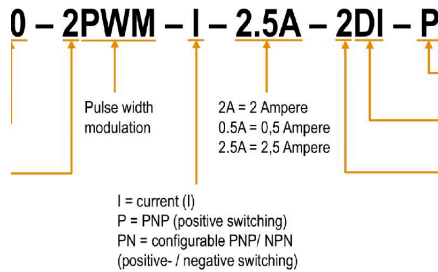 0 – 2PWM – I – 2.5A – 2DI – P
Pulse width
modulation
2A = 2 Ampere
0.5A = 0,5 Ampere
2.5A = 2,5 Ampere
I = current (I)
P = PNP (positive switching)
PN = configurable PNP/ NPN
(positive- / negative switching)